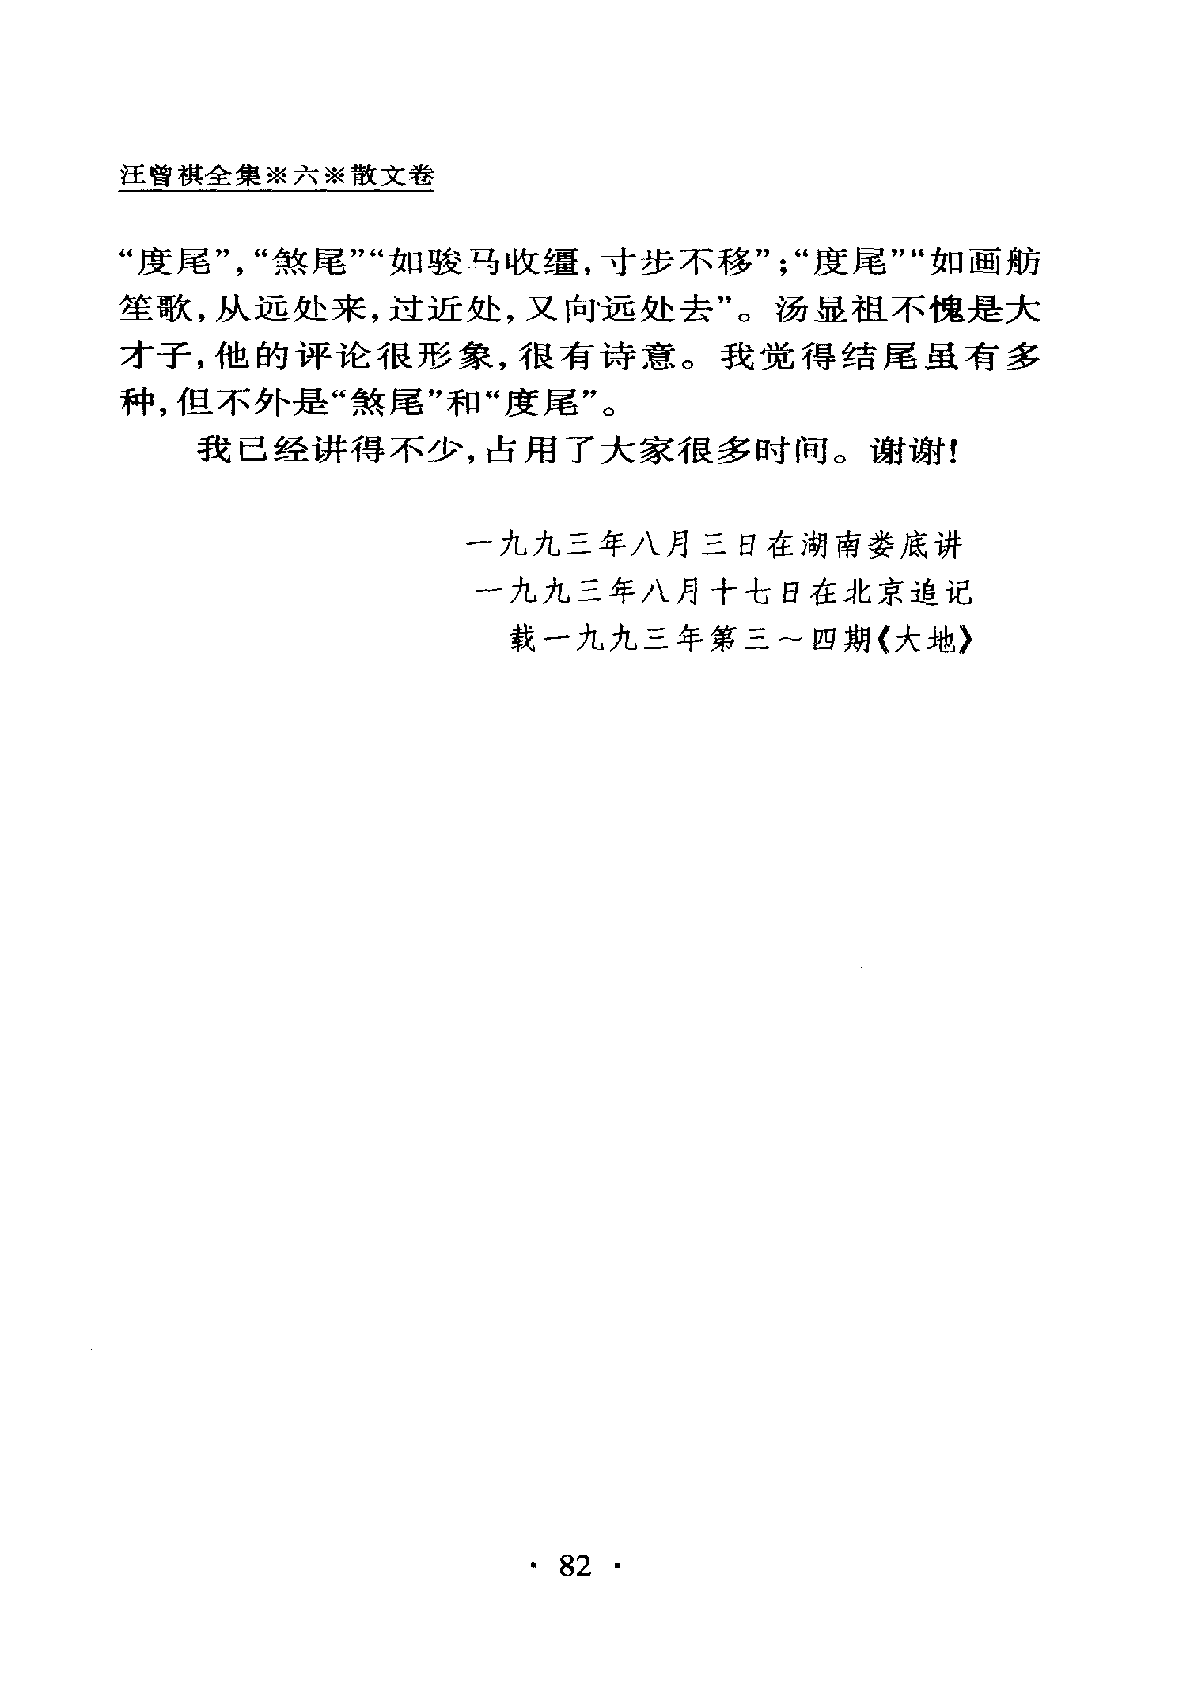 汪曾祺全集※六※散文卷
“度尾”,“煞尾”“如骏马收缰,寸步不移”;“度尾”“如画舫
笙歌,从远处来,过近处,又向远处去”。汤显祖不愧是大
才子,他的评论很形象,很有诗意。我觉得结尾虽有多
种,但不外是“煞尾”和“度尾”。
我已经讲得不少,占用了大家很多时间。谢谢!
一九九三年八月三日在湖南娄底讲
一九九三年八月十七日在北京追记
载一九九三年第三~四期《大地》
· 82 ·